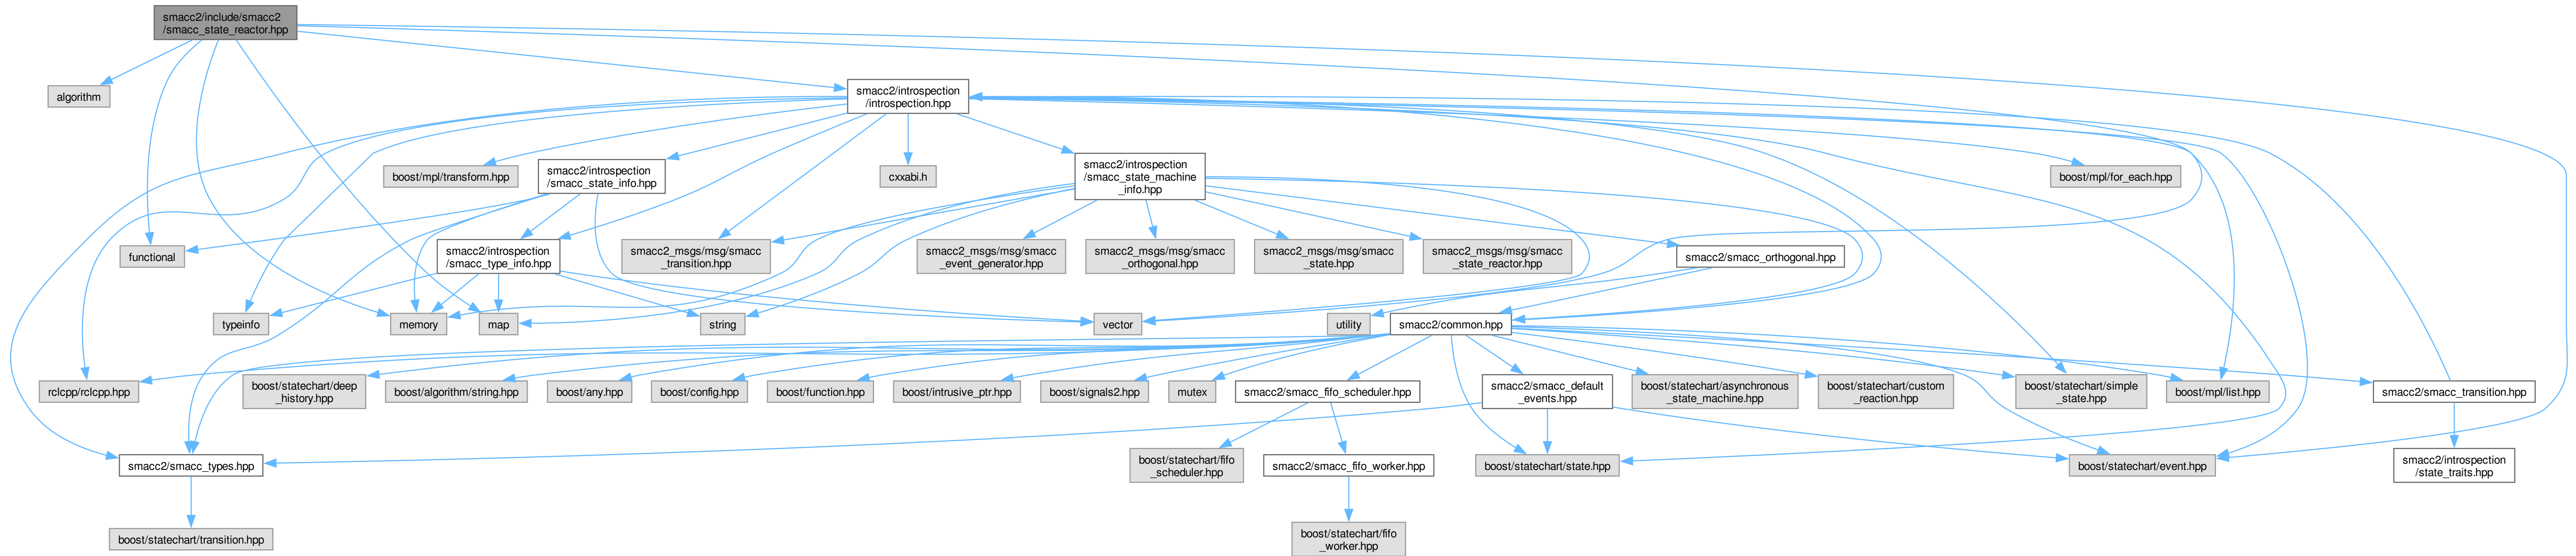 smacc2/include/smacc2
/smacc_state_reactor.hpp
algorithm
smacc2/introspection
/introspection.hpp
boost/mpl/transform.hpp
smacc2/introspection
/smacc_state_info.hpp
cxxabi.h
smacc2/introspection
/smacc_state_machine
_info.hpp
boost/mpl/for_each.hpp
functional
smacc2/introspection
/smacc_type_info.hpp
smacc2_msgs/msg/smacc
_transition.hpp
smacc2_msgs/msg/smacc
_event_generator.hpp
smacc2_msgs/msg/smacc
_orthogonal.hpp
smacc2_msgs/msg/smacc
_state.hpp
smacc2_msgs/msg/smacc
_state_reactor.hpp
smacc2/smacc_orthogonal.hpp
typeinfo
memory
map
string
vector
utility
smacc2/common.hpp
rclcpp/rclcpp.hpp
boost/statechart/deep
_history.hpp
boost/algorithm/string.hpp
boost/any.hpp
boost/config.hpp
boost/function.hpp
boost/intrusive_ptr.hpp
boost/signals2.hpp
mutex
smacc2/smacc_fifo_scheduler.hpp
smacc2/smacc_default
_events.hpp
boost/statechart/asynchronous
_state_machine.hpp
boost/statechart/custom
_reaction.hpp
boost/statechart/simple
_state.hpp
boost/mpl/list.hpp
smacc2/smacc_transition.hpp
smacc2/smacc_types.hpp
boost/statechart/fifo
_scheduler.hpp
smacc2/smacc_fifo_worker.hpp
boost/statechart/state.hpp
boost/statechart/event.hpp
smacc2/introspection
/state_traits.hpp
boost/statechart/transition.hpp
boost/statechart/fifo
_worker.hpp